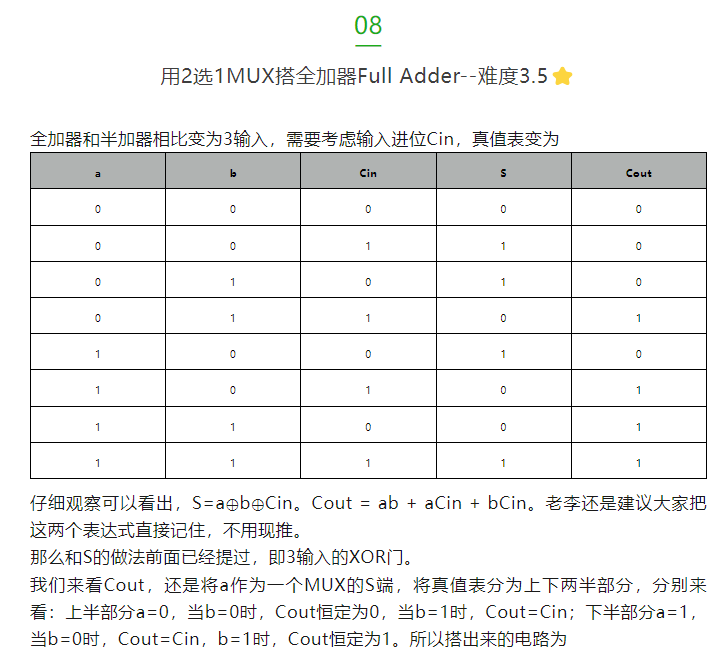 08
用2选1MUX搭全加器Full Adder--难度3.5⭐
全加器和半加器相比变为3输入，需要考虑输入进位Cin，真值表变为
a b Cin S Cout
0 0 0 0 0
0 0 1 1 0
0 1 0 1 0
0 1 1 0 1
1 0 0 1 0
1 0 1 0 1
1 1 0 0 1
1 1 1 1 1
仔细观察可以看出，S=a⊕b⊕Cin。Cout = ab + aCin + bCin。老李还是建议大家把
这两个表达式直接记住，不用现推。
那么和S的做法前面已经提过，即3输入的XOR门。
我们来看Cout，还是将a作为一个MUX的S端，将真值表分为上下两半部分，分别来
看：上半部分a=0，当b=0时，Cout恒定为0，当b=1时，Cout=Cin；下半部分a=1，
当b=0时，Cout=Cin，b=1时，Cout恒定为1。所以搭出来的电路为